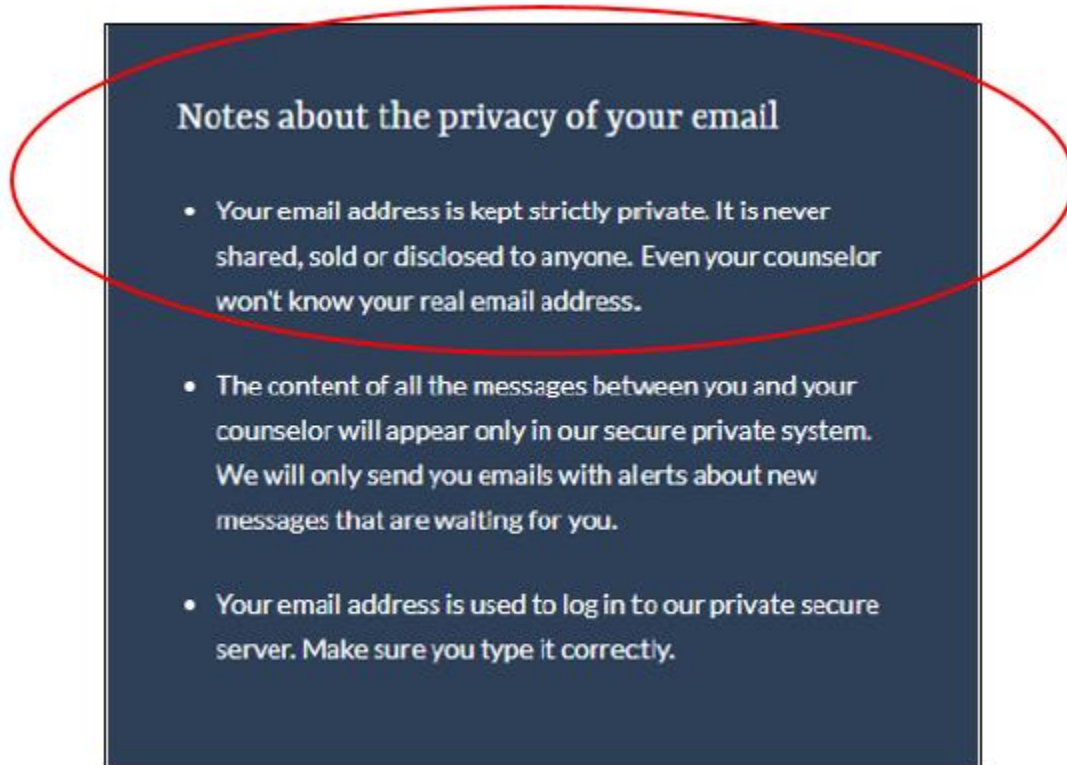 Notes about the privacy of your email
• Your email address is kept strictly private. It is never
shared, sold or disclosed to anyone. Even your counselor
won't know your real email address.
• The content of all the messages between you and your
counselor will appear only in our secure private system.
We will only send you emails with alerts about new
messages that are waiting for you.
• Your email address is used to log in to our private secure
server. Make sure you type it correctly.